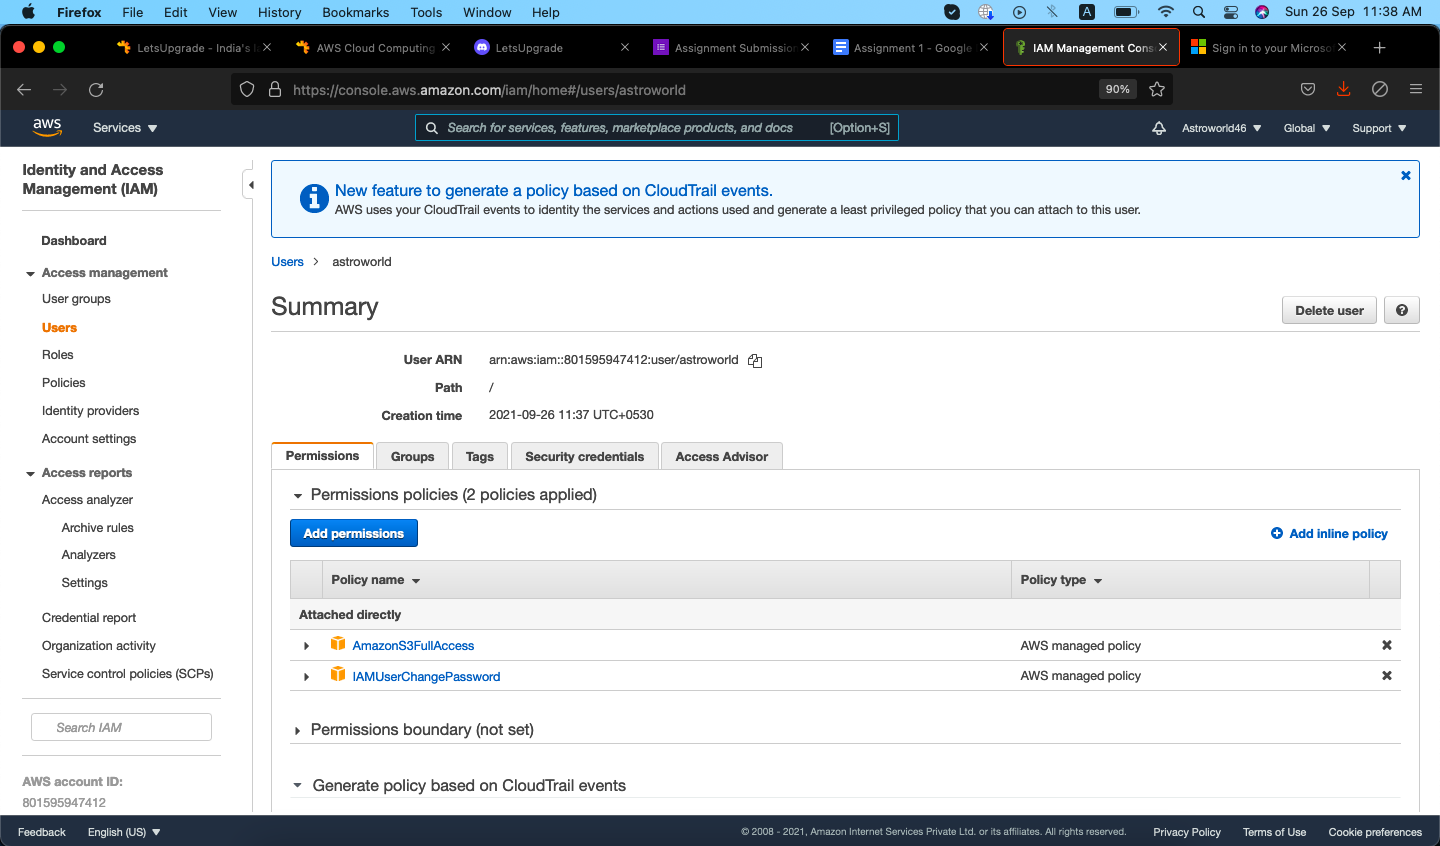 Firefox File Edit View History Bookmarks Tools Window Help A Sun 26 Sep 11:38 AM
LetsUpgrade - India's AWS Cloud Computing LetsUpgrade Assignment Submission Assignment 1 - Google IAM Management Cons Sign in to your Microso
https://console.aws.amazon.com/iam/home#/users/astroworld 90%
aws Services Search for services, features, marketplace products, and docs [Option+S] Astroworld46 Global Support
Identity and Access
Management (IAM)
Dashboard
Access management
User groups
Users
Roles
Policies
Identity providers
Account settings
Access reports
Access analyzer
Archive rules
Analyzers
Settings
Credential report
Organization activity
Service control policies (SCPs)
Search IAM
AWS account ID:
801595947412
New feature to generate a policy based on CloudTrail events.
AWS uses your CloudTrail events to identity the services and actions used and generate a least privileged policy that you can attach to this user.
Users > astroworld
Summary
Delete user ?
User ARN arn:aws:iam::801595947412:user/astroworld
Path /
Creation time 2021-09-26 11:37 UTC+0530
Permissions Groups Tags Security credentials Access Advisor
Permissions policies (2 policies applied)
Add permissions Add inline policy
Policy name Policy type
Attached directly
AmazonS3FullAccess AWS managed policy
IAMUserChangePassword AWS managed policy
Permissions boundary (not set)
Generate policy based on CloudTrail events
Feedback English (US) © 2008 - 2021, Amazon Internet Services Private Ltd. or its affiliates. All rights reserved. Privacy Policy Terms of Use Cookie preferences